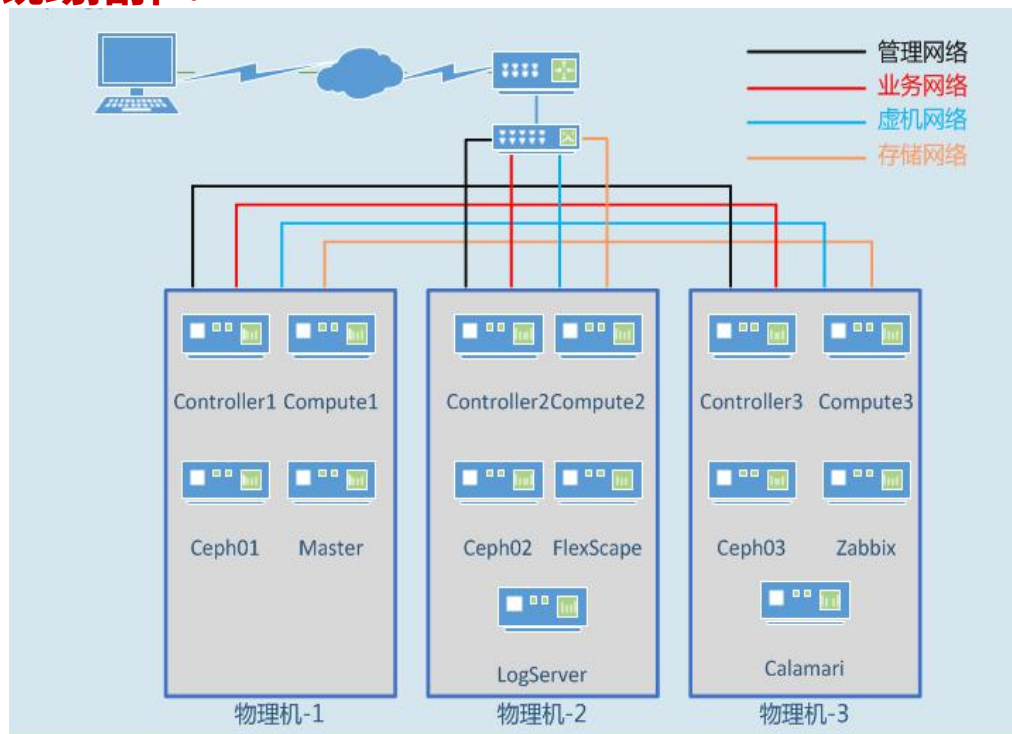 管理网络
业务网络
虚机网络
存储网络
Controller1 Compute1
Controller2 Compute2
Controller3 Compute3
Ceph01 Master
Ceph02 FlexScape
Ceph03 Zabbix
LogServer
Calamari
物理机-1
物理机-2
物理机-3